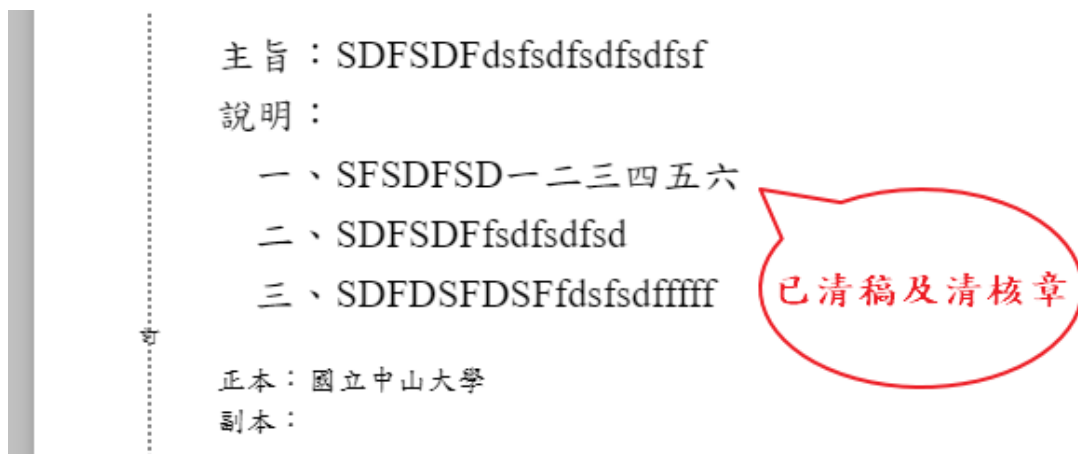 主旨：SDFSDFdsfsdfsdfsdfsf
說明：
一、SFSDFSD一二三四五六
二、SDFSDFfsdfsdfsd
三、SDFDSFDSFfdsfsdfffff
已清稿及清核章
訂
正本：國立中山大學
副本：